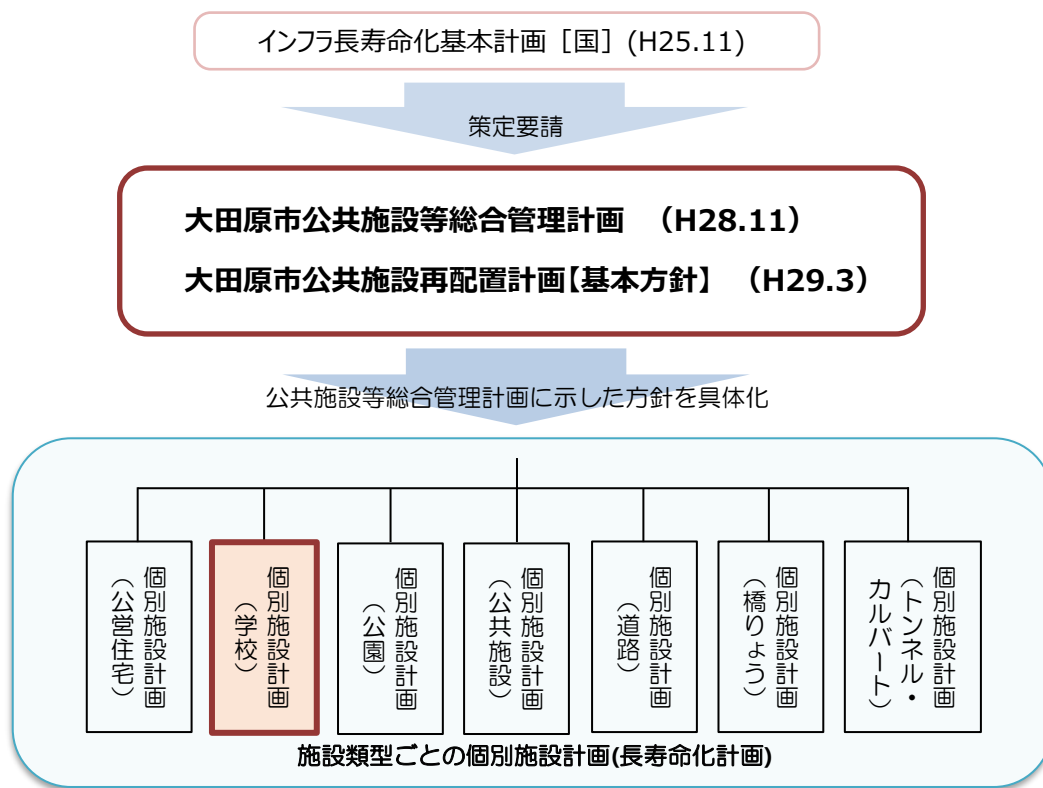 インフラ長寿命化基本計画［国］(H25.11)
策定要請
大田原市公共施設等総合管理計画　（H28.11）
大田原市公共施設再配置計画【基本方針】　（H29.3）
公共施設等総合管理計画に示した方針を具体化
個別施設計画
（公営住宅）
個別施設計画
（学校）
個別施設計画
（公園）
個別施設計画
（公共施設）
個別施設計画
（道路）
個別施設計画
（橋りょう）
個別施設計画
（トンネル・
カルバート）
施設類型ごとの個別施設計画(長寿命化計画)